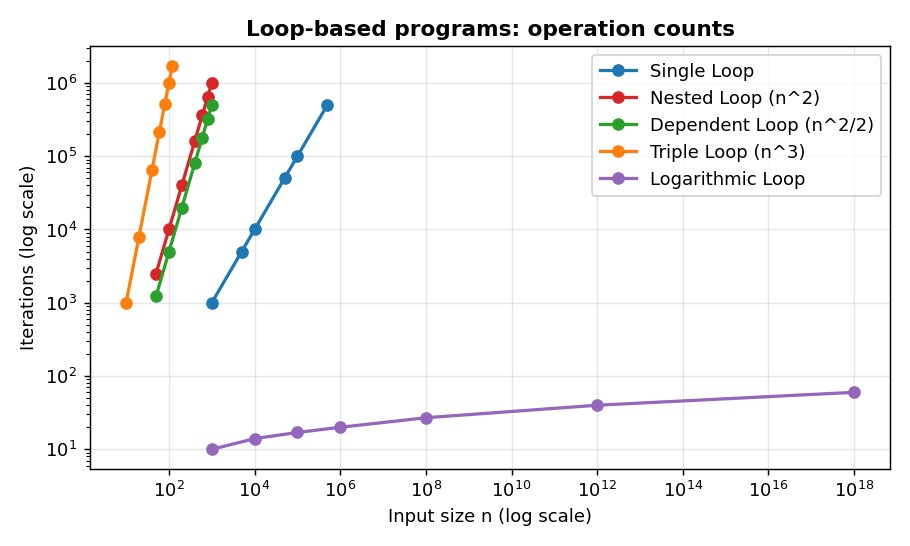 Loop-based programs: operation counts
Iterations (log scale)
10^6
10^5
10^4
10^3
10^2
10^1
Single Loop
Nested Loop (n^2)
Dependent Loop (n^2/2)
Triple Loop (n^3)
Logarithmic Loop
10^2 10^4 10^6 10^8 10^10 10^12 10^14 10^16 10^18
Input size n (log scale)